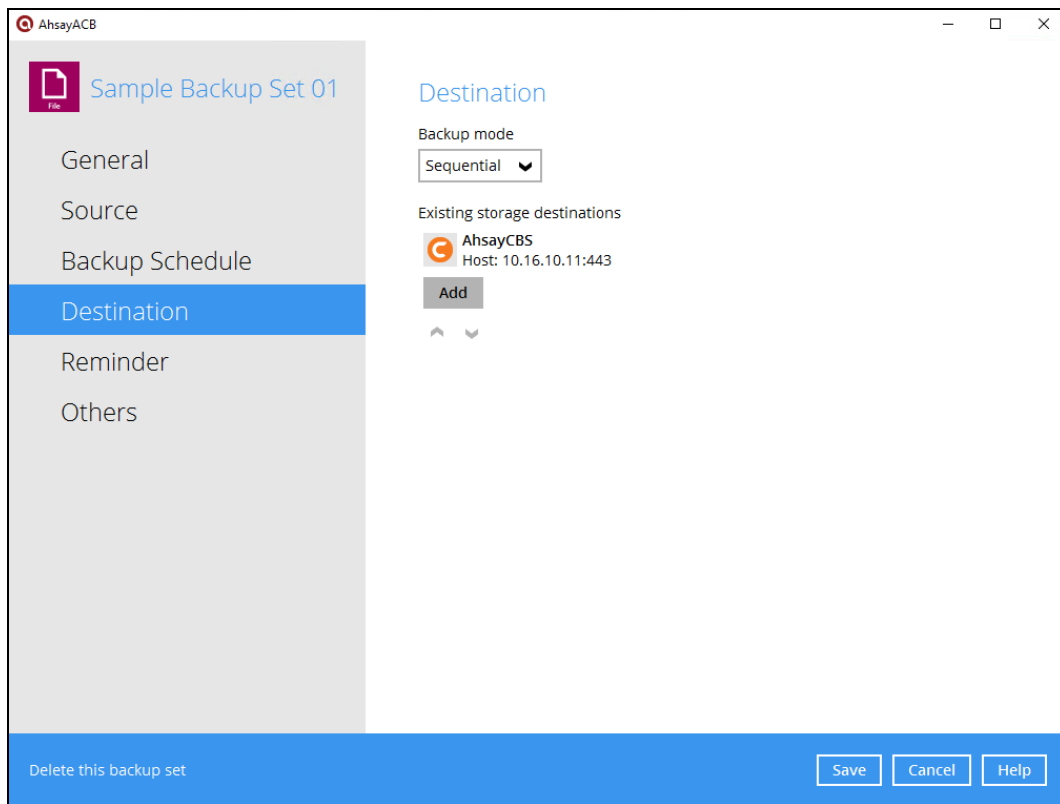 AhsayACB
File
Sample Backup Set 01
General
Source
Backup Schedule
Destination
Reminder
Others
Destination
Backup mode
Sequential
Existing storage destinations
AhsayCBS
Host: 10.16.10.11:443
Add
Delete this backup set
Save
Cancel
Help